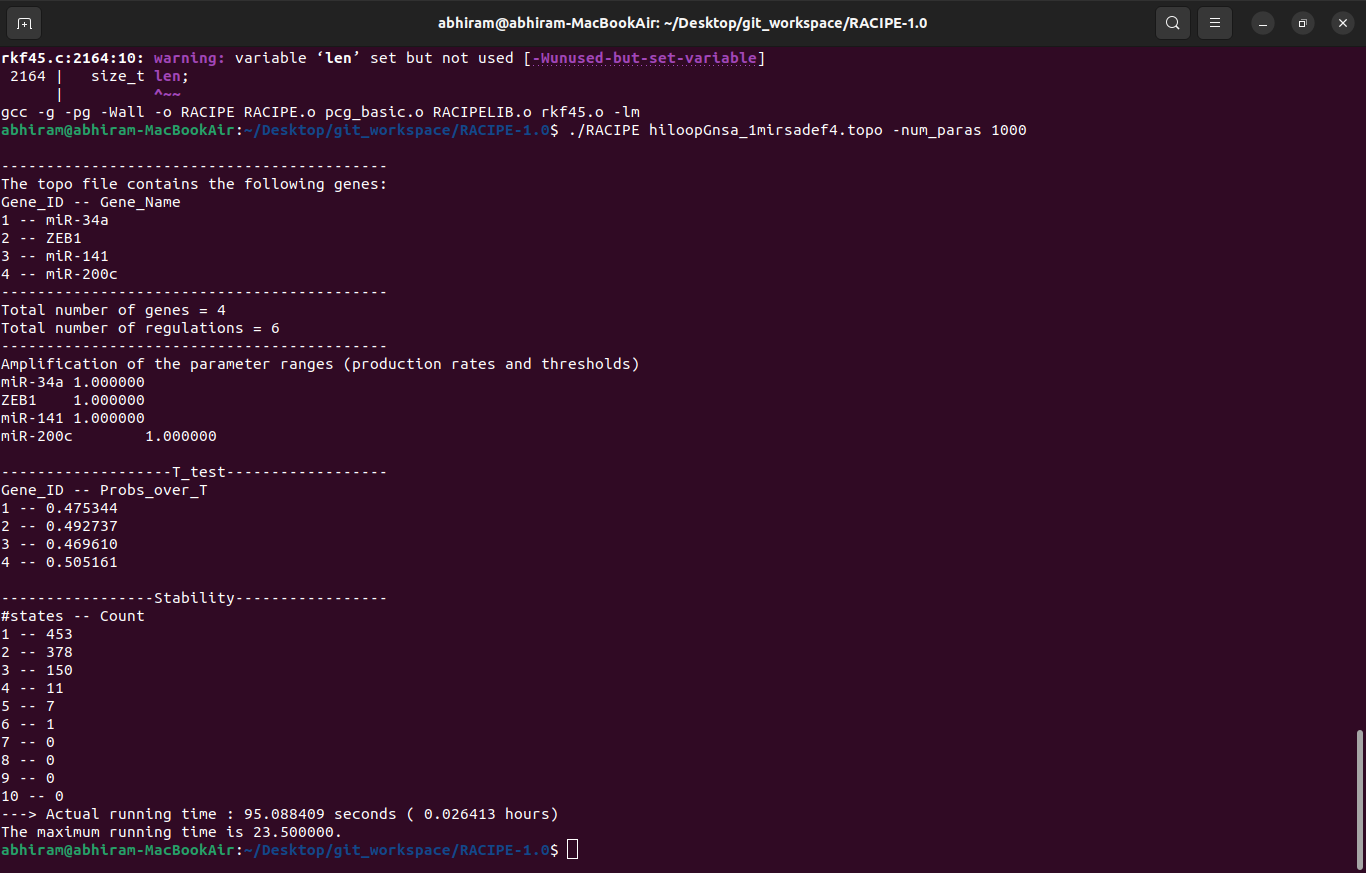 abhiram@abhiram-MacBookAir: ~/Desktop/git_workspace/RACIPE-1.0
rkf45.c:2164:10: warning: variable ‘len’ set but not used [-Wunused-but-set-variable]
 2164 |   size_t len;
      |          ^~~
gcc -g -pg -Wall -o RACIPE RACIPE.o pcg_basic.o RACIPELIB.o rkf45.o -lm
abhiram@abhiram-MacBookAir:~/Desktop/git_workspace/RACIPE-1.0$ ./RACIPE hiloopGnsa_1mirsadef4.topo -num_paras 1000
-------------------------------------------
The topo file contains the following genes:
Gene_ID -- Gene_Name
1 -- miR-34a
2 -- ZEB1
3 -- miR-141
4 -- miR-200c
-------------------------------------------
Total number of genes = 4
Total number of regulations = 6
-------------------------------------------
Amplification of the parameter ranges (production rates and thresholds)
miR-34a 1.000000
ZEB1    1.000000
miR-141 1.000000
miR-200c        1.000000
-------------------T_test------------------
Gene_ID -- Probs_over_T
1 -- 0.475344
2 -- 0.492737
3 -- 0.469610
4 -- 0.505161
-----------------Stability-----------------
#states -- Count
1 -- 453
2 -- 378
3 -- 150
4 -- 11
5 -- 7
6 -- 1
7 -- 0
8 -- 0
9 -- 0
10 -- 0
---> Actual running time : 95.088409 seconds ( 0.026413 hours)
The maximum running time is 23.500000.
abhiram@abhiram-MacBookAir:~/Desktop/git_workspace/RACIPE-1.0$